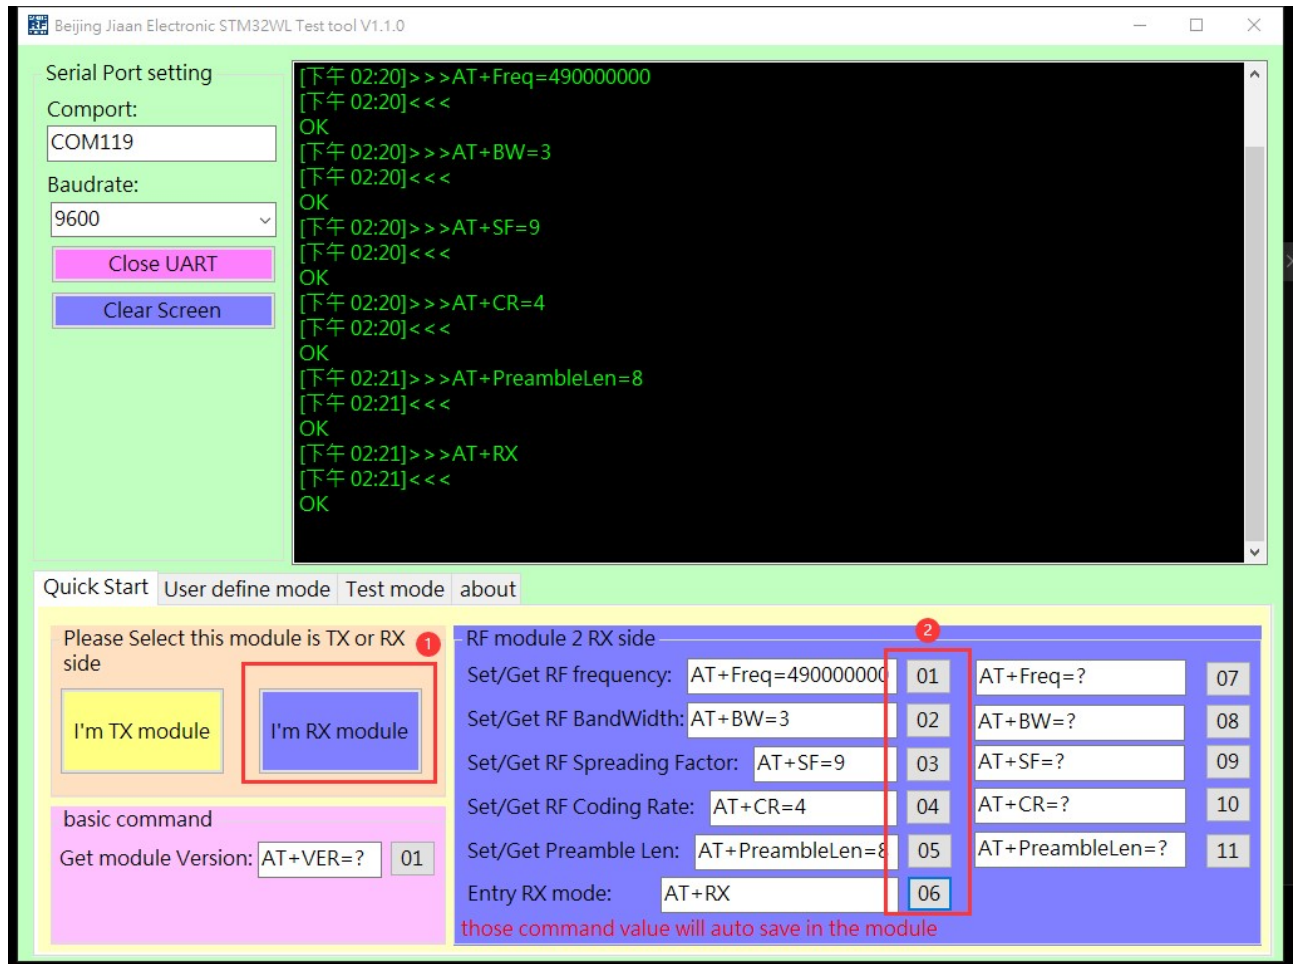 Beijing Jiaan Electronic STM32WL Test tool V1.1.0
Serial Port setting
Comport:
COM119
Baudrate:
9600
Close UART
Clear Screen
[下午 02:20]>>>AT+Freq=490000000
[下午 02:20]<<<
OK
[下午 02:20]>>>AT+BW=3
[下午 02:20]<<<
OK
[下午 02:20]>>>AT+SF=9
[下午 02:20]<<<
OK
[下午 02:20]>>>AT+CR=4
[下午 02:20]<<<
OK
[下午 02:21]>>>AT+PreambleLen=8
[下午 02:21]<<<
OK
[下午 02:21]>>>AT+RX
[下午 02:21]<<<
OK
Quick Start User define mode Test mode about
Please Select this module is TX or RX
side
1
I'm TX module I'm RX module
basic command
Get module Version: AT+VER=? 01
RF module 2 RX side
2
Set/Get RF frequency: AT+Freq=490000000 01 AT+Freq=? 07
Set/Get RF BandWidth: AT+BW=3 02 AT+BW=? 08
Set/Get RF Spreading Factor: AT+SF=9 03 AT+SF=? 09
Set/Get RF Coding Rate: AT+CR=4 04 AT+CR=? 10
Set/Get Preamble Len: AT+PreambleLen=8 05 AT+PreambleLen=? 11
Entry RX mode: AT+RX 06
those command value will auto save in the module